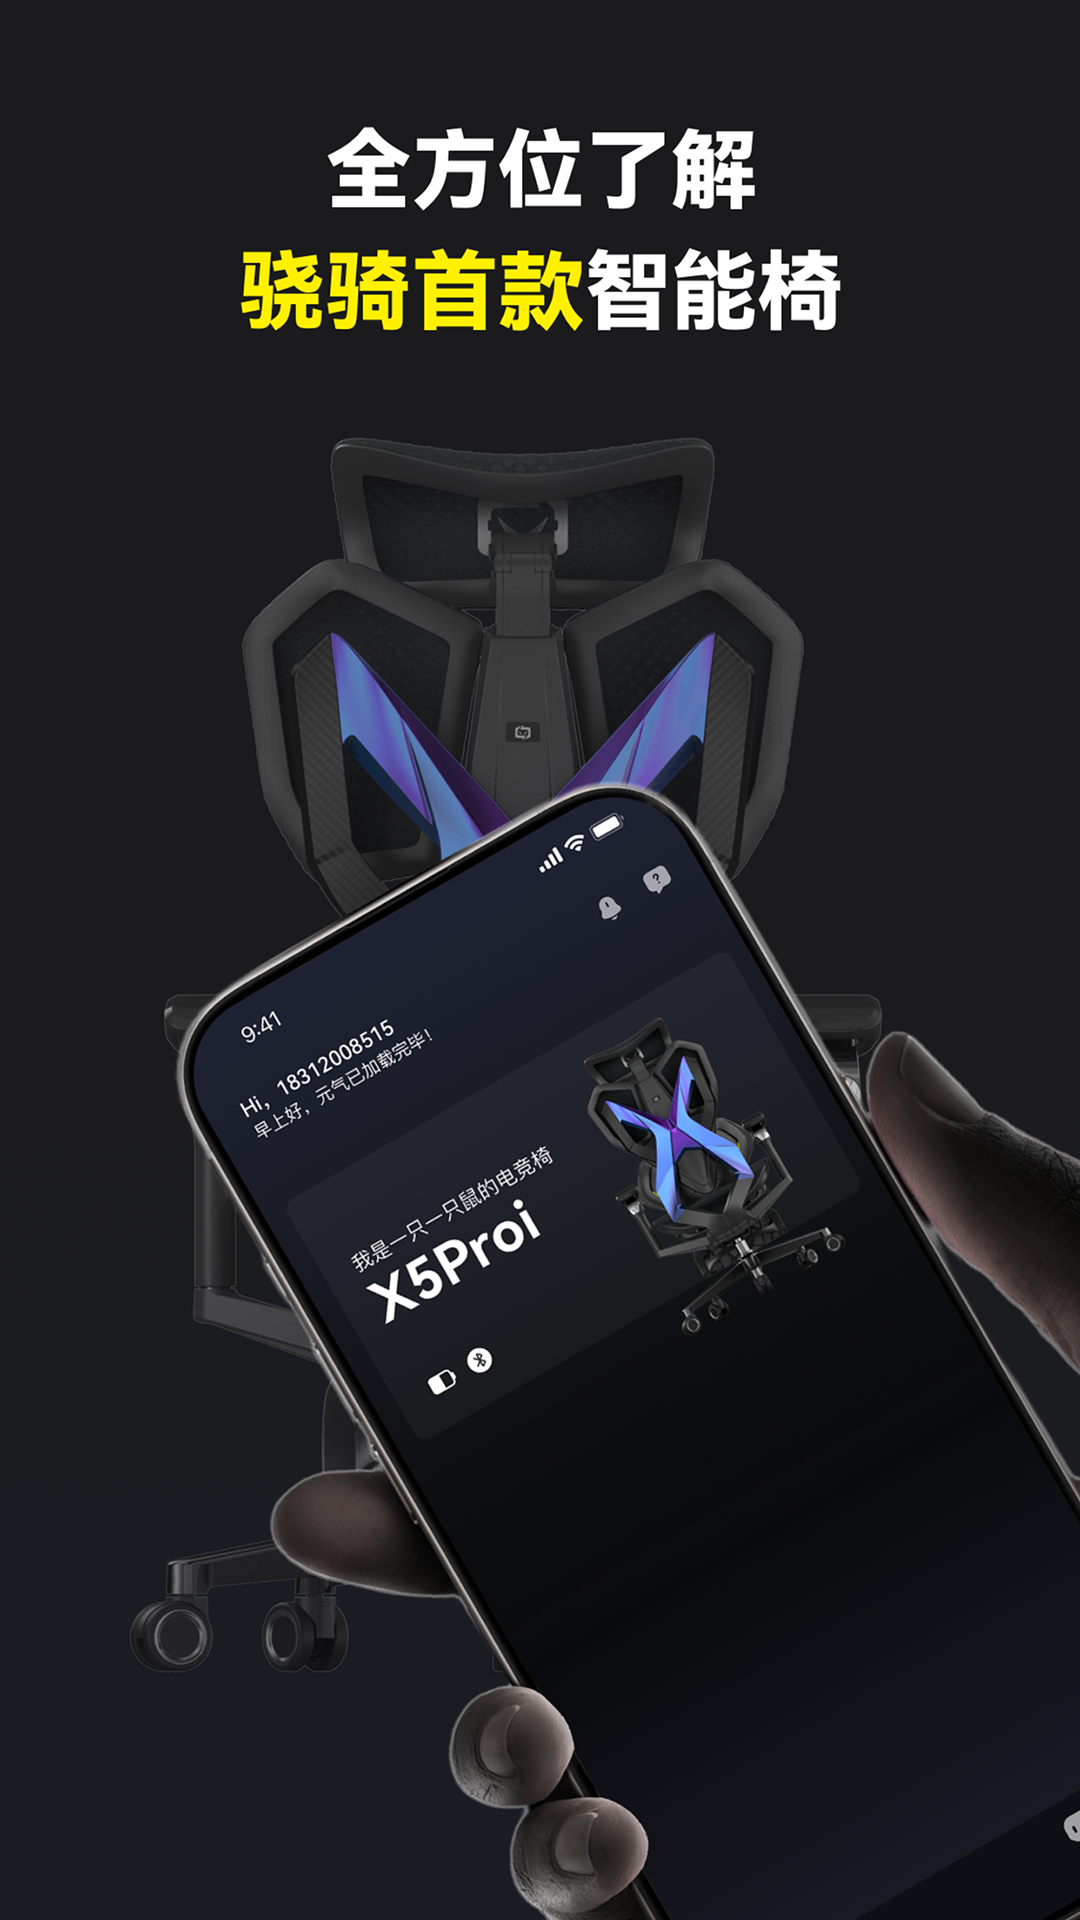 全方位了解
骁骑首款智能椅
9:41
Hi，18312008515
早上好，元气已加载完毕！
我是一只一只鼠的电竞椅
X5Proi